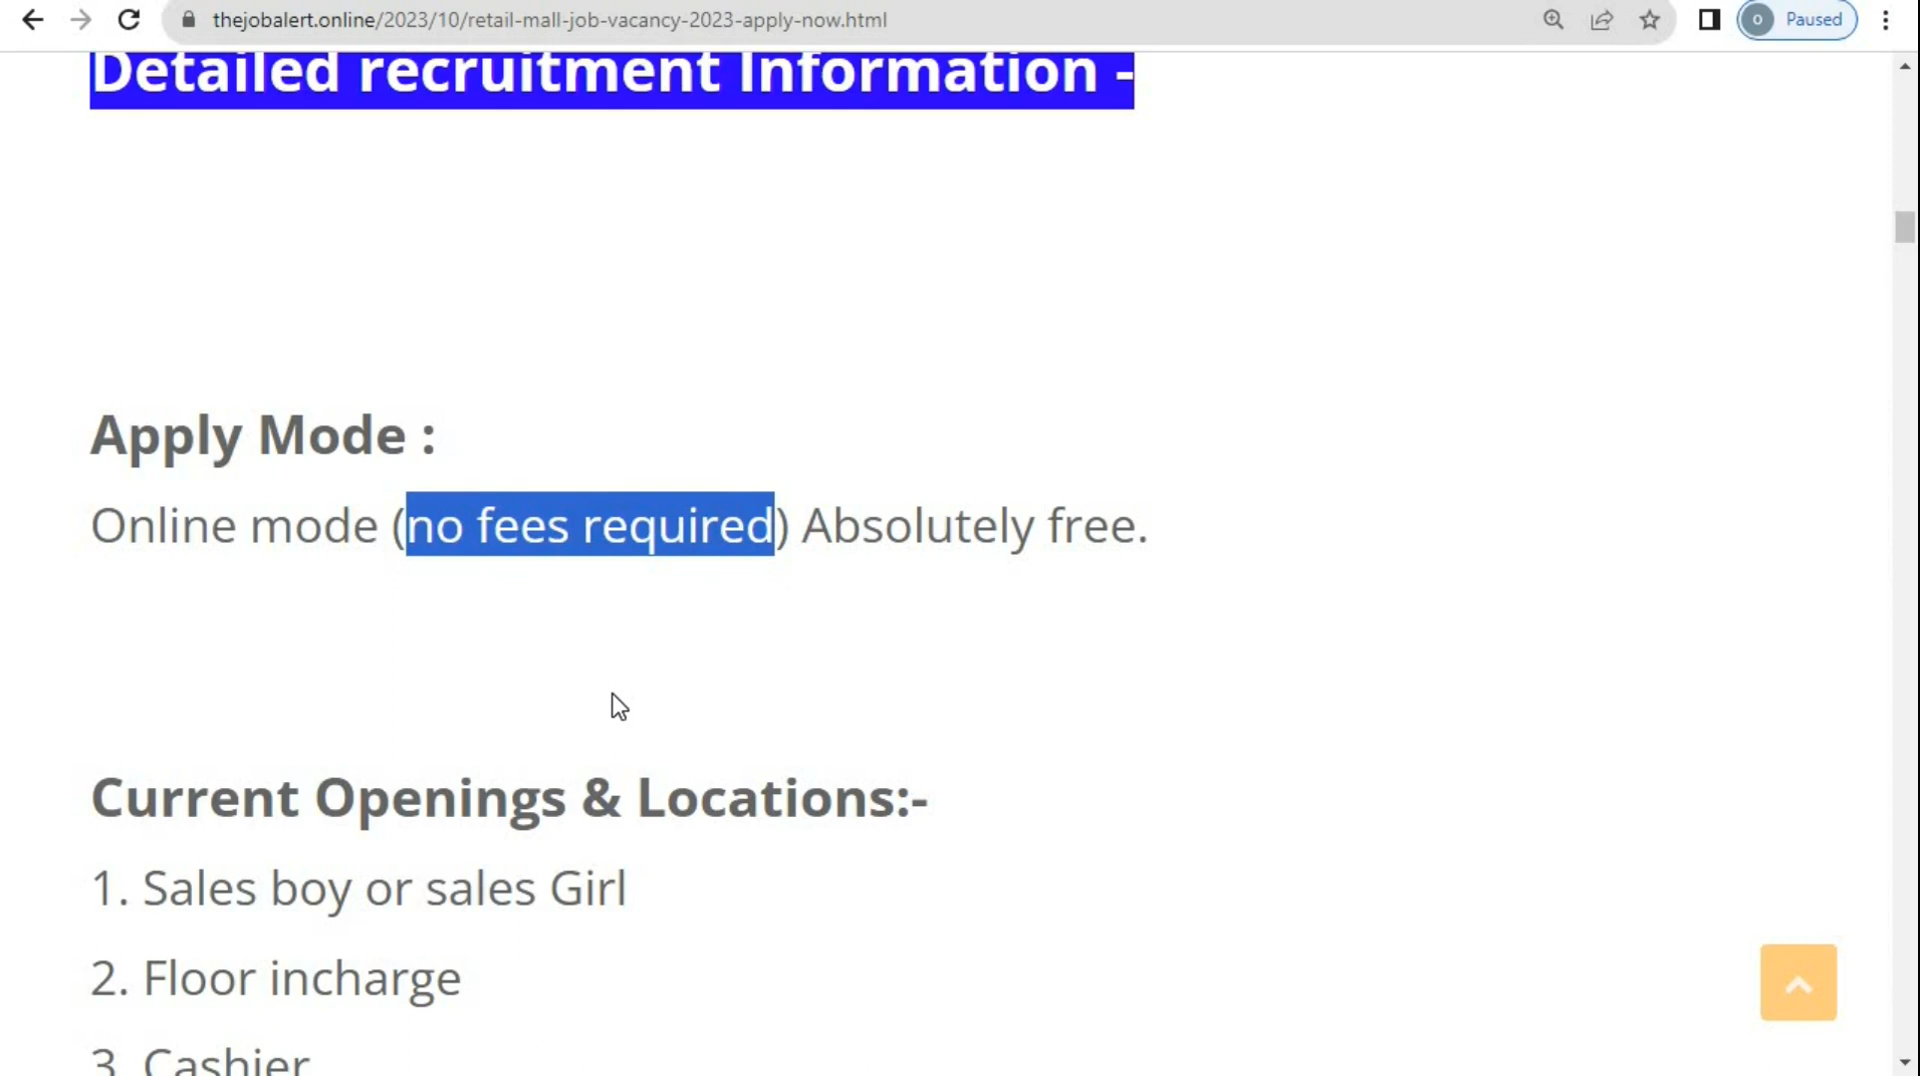 thejobalert.online/2023/10/retail-mall-job-vacancy-2023-apply-now.html
o Paused
Detailed recruitment Information -
Apply Mode :
Online mode (no fees required) Absolutely free.
Current Openings & Locations:-
1. Sales boy or sales Girl
2. Floor incharge
3. Cashier